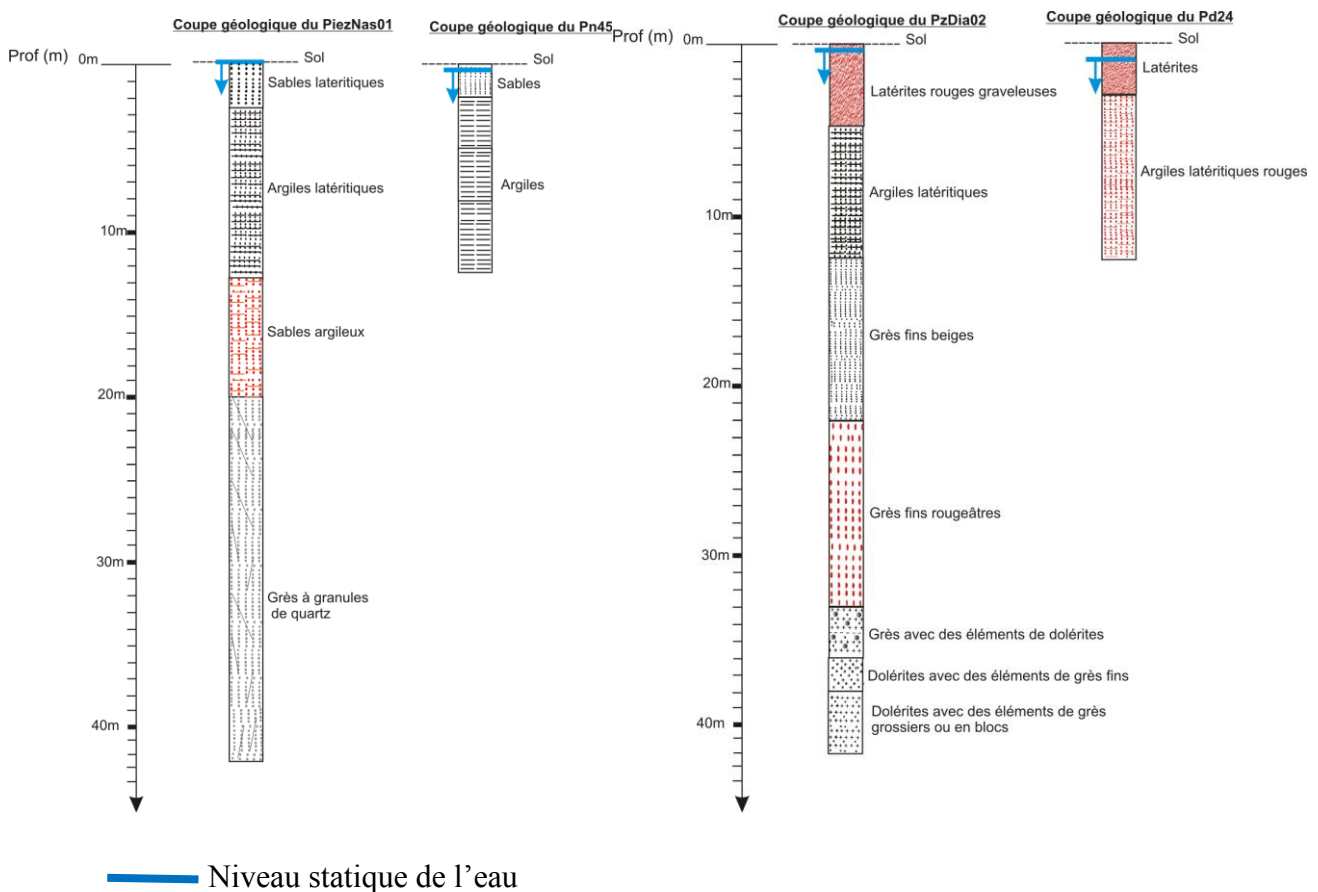 Coupe géologique du PiezNas01
Prof (m)
0m
Sol
Sables lateritiques
Argiles latéritiques
10m
Sables argileux
20m
30m
Grès à granules
de quartz
40m
Coupe géologique du Pn45
Sol
Sables
Argiles
Coupe géologique du PzDia02
Prof (m)
0m
Sol
Latérites rouges graveleuses
Argiles latéritiques
10m
Grès fins beiges
20m
Grès fins rougeâtres
30m
Grès avec des éléments de dolérites
Dolérites avec des éléments de grès fins
Dolérites avec des éléments de grès
grossiers ou en blocs
40m
Coupe géologique du Pd24
Sol
Latérites
Argiles latéritiques rouges
Niveau statique de l’eau